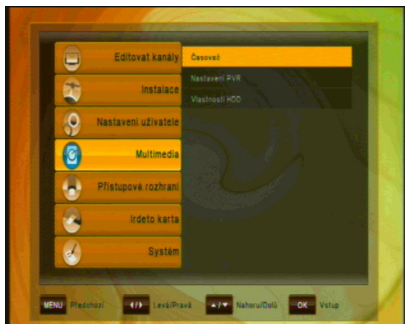 Editovat kanály
Časovač
Instalace
Nastavení PVR
Vlastnosti HDD
Nastavení uživatele
Multimedia
Přístupové rozhraní
Irdeto karta
Systém
MENU Předchozí ◄/► Levá/Pravá ▲/▼ Nahoru/Dolů OK Vstup